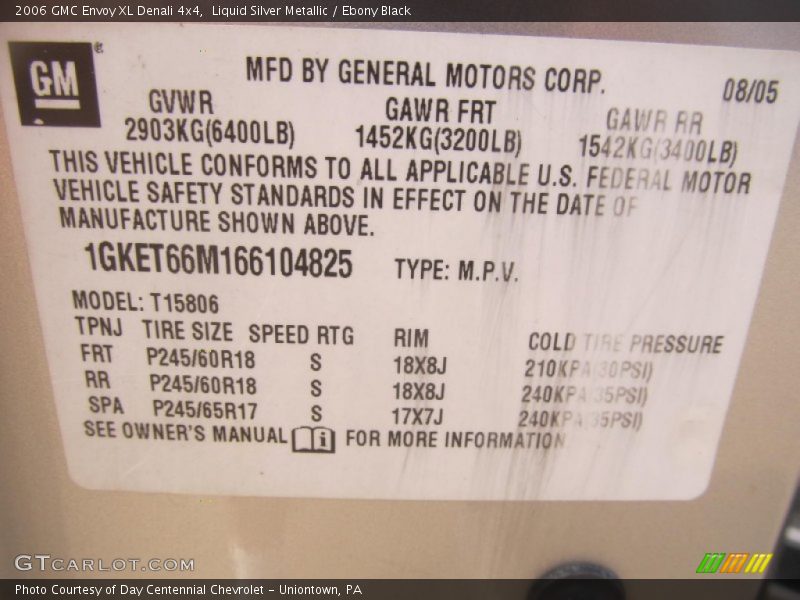 2006 GMC Envoy XL Denali 4x4,  Liquid Silver Metallic / Ebony Black
GM®
MFD BY GENERAL MOTORS CORP.
08/05
GVWR GAWR FRT GAWR RR
2903KG(6400LB) 1452KG(3200LB) 1542KG(3400LB)
THIS VEHICLE CONFORMS TO ALL APPLICABLE U.S. FEDERAL MOTOR
VEHICLE SAFETY STANDARDS IN EFFECT ON THE DATE OF
MANUFACTURE SHOWN ABOVE.
1GKET66M166104825 TYPE: M.P.V.
MODEL: T15806
TPNJ TIRE SIZE SPEED RTG RIM COLD TIRE PRESSURE
FRT P245/60R18 S 18X8J 210KPA(30PSI)
RR P245/60R18 S 18X8J 240KPA(35PSI)
SPA P245/65R17 S 17X7J 240KPA(35PSI)
SEE OWNER'S MANUAL i FOR MORE INFORMATION
GTCARLOT.COM
Photo Courtesy of Day Centennial Chevrolet - Uniontown, PA